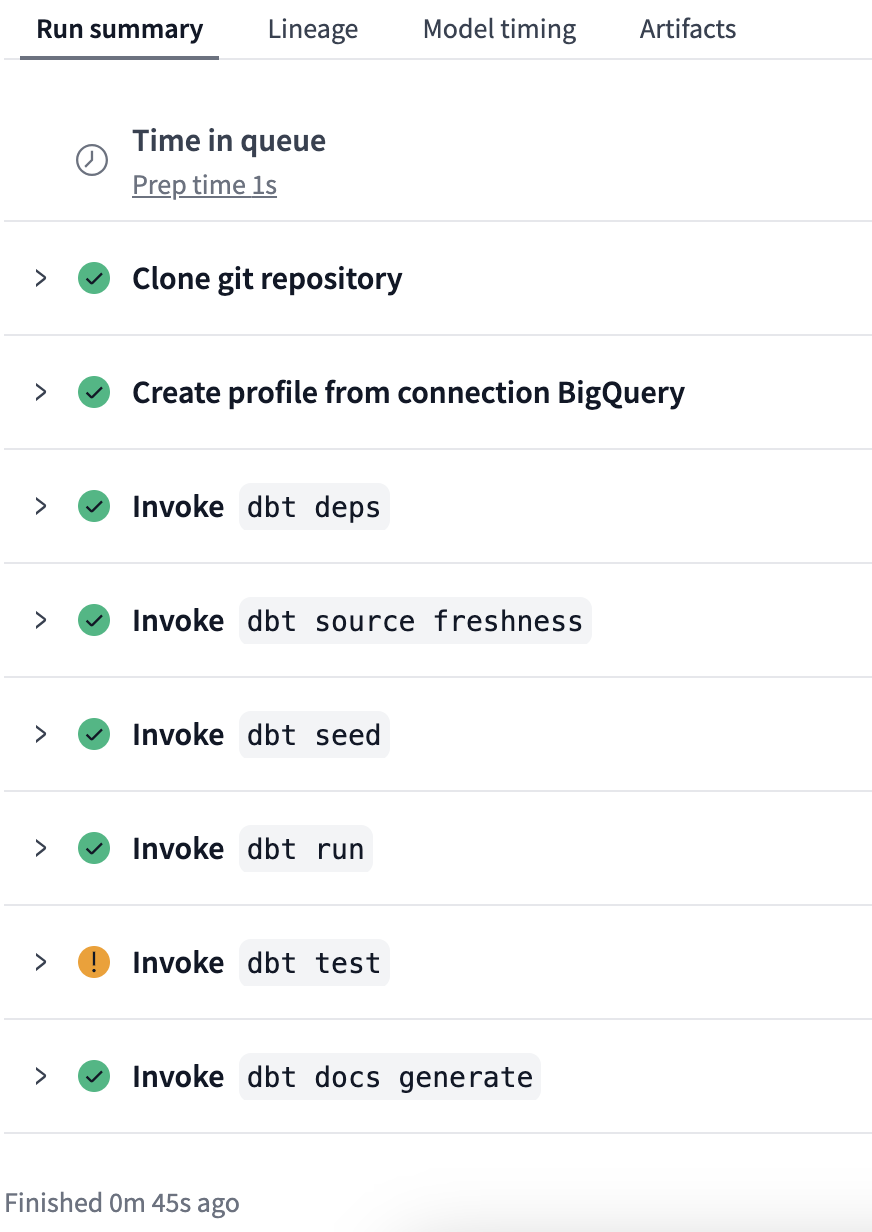 Run summary Lineage Model timing Artifacts
Time in queue
Prep time 1s
Clone git repository
Create profile from connection BigQuery
Invoke dbt deps
Invoke dbt source freshness
Invoke dbt seed
Invoke dbt run
Invoke dbt test
Invoke dbt docs generate
Finished 0m 45s ago